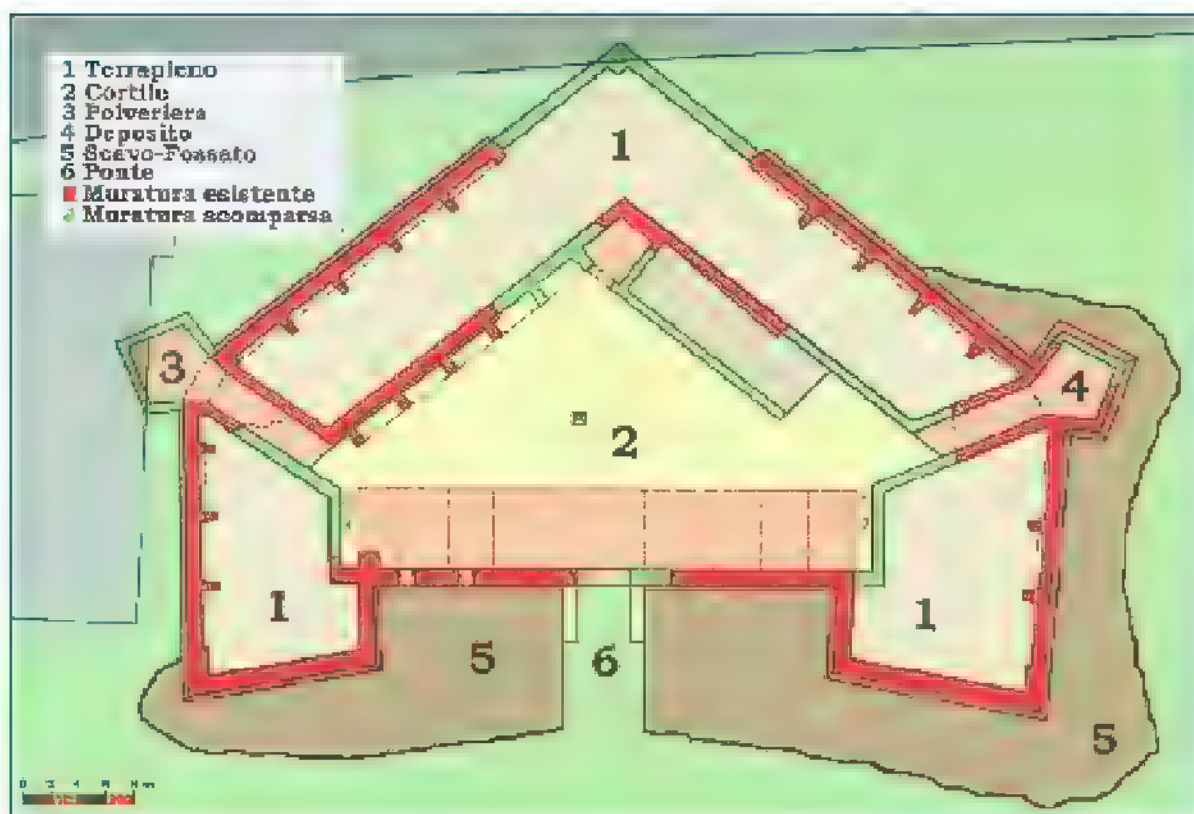 1 Terrapieno
2 Cortile
3 Polveriera
4 Deposito
5 Scavo-Fossato
6 Ponte
Muratura esistente
Muratura scomparsa
1
3
4
2
1
1
5
6
5
0